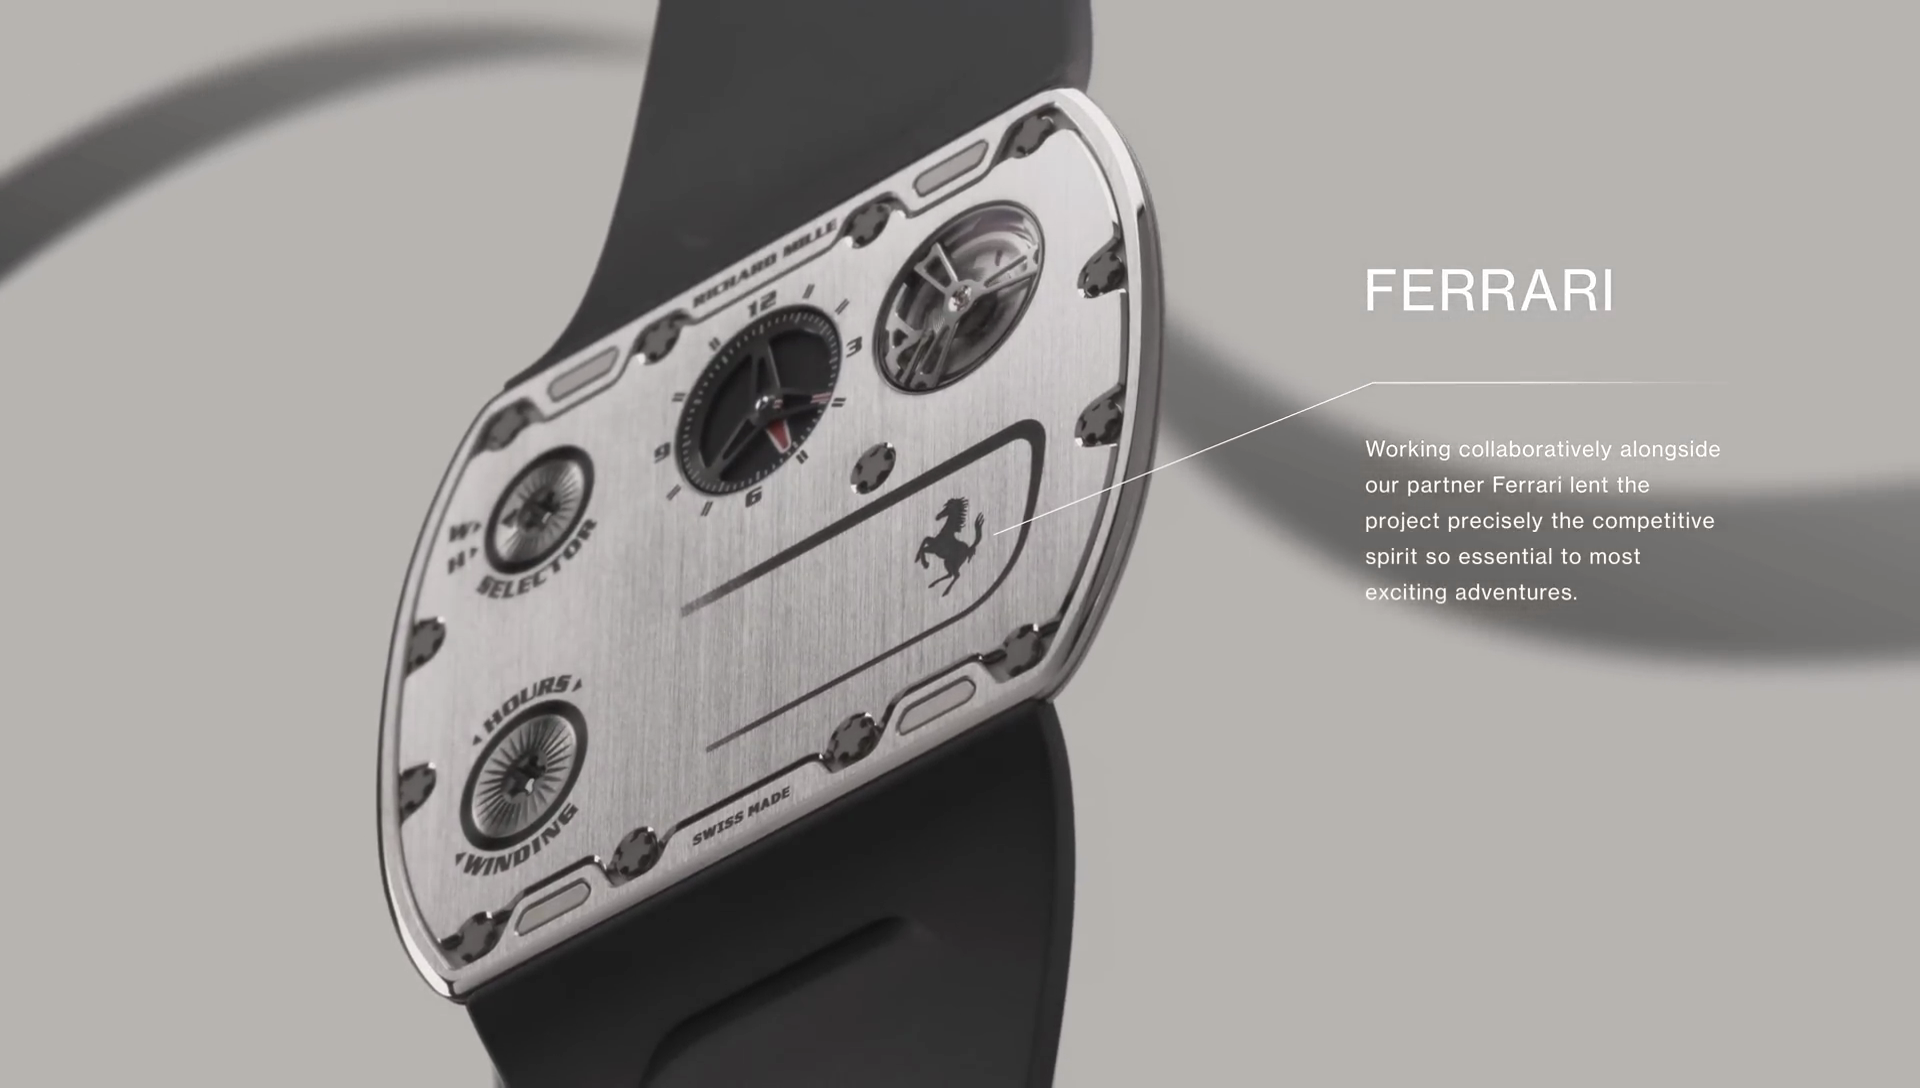 RICHARD MILLE
12
3
9
6
W
H
SELECTOR
HOURS
WINDING
SWISS MADE
FERRARI
Working collaboratively alongside
our partner Ferrari lent the
project precisely the competitive
spirit so essential to most
exciting adventures.